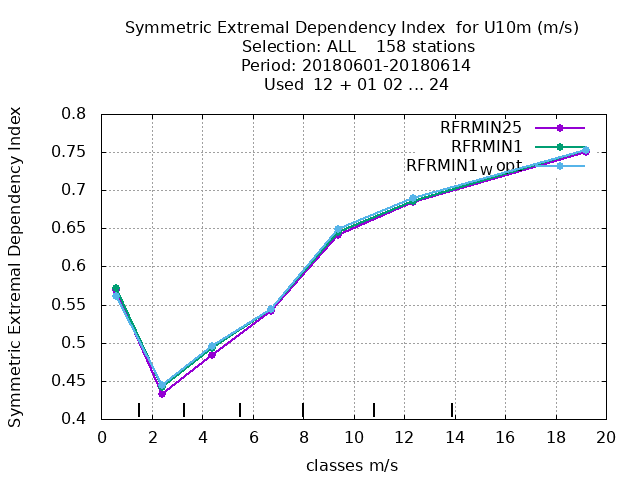 Symmetric Extremal Dependency Index for U10m (m/s)
Selection: ALL 158 stations
Period: 20180601-20180614
Used 12 + 01 02 ... 24
Symmetric Extremal Dependency Index
0.8
0.75
0.7
0.65
0.6
0.55
0.5
0.45
0.4
RFRMIN25
RFRMIN1
RFRMIN1wopt
0 2 4 6 8 10 12 14 16 18 20
classes m/s